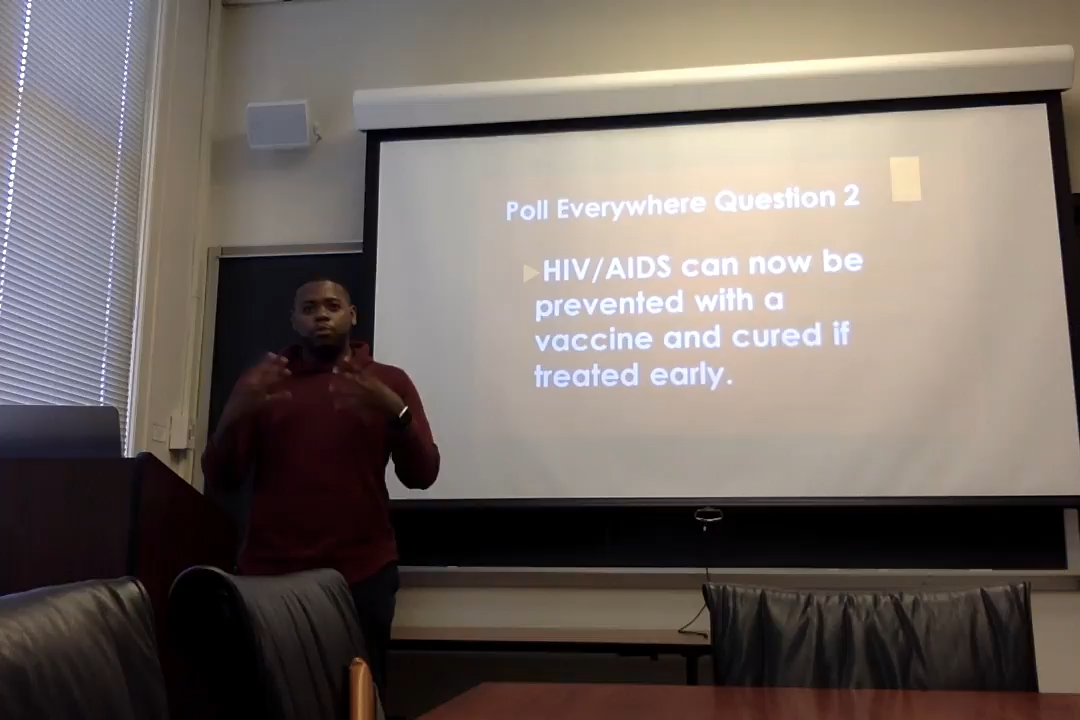 Poll Everywhere Question 2
HIV/AIDS can now be
prevented with a
vaccine and cured if
treated early.